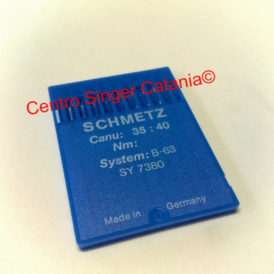 Centro Singer Catania©
SCHMETZ
Canu: 35 : 40
Nm:
System: B-63
SY 7380
Made in Germany